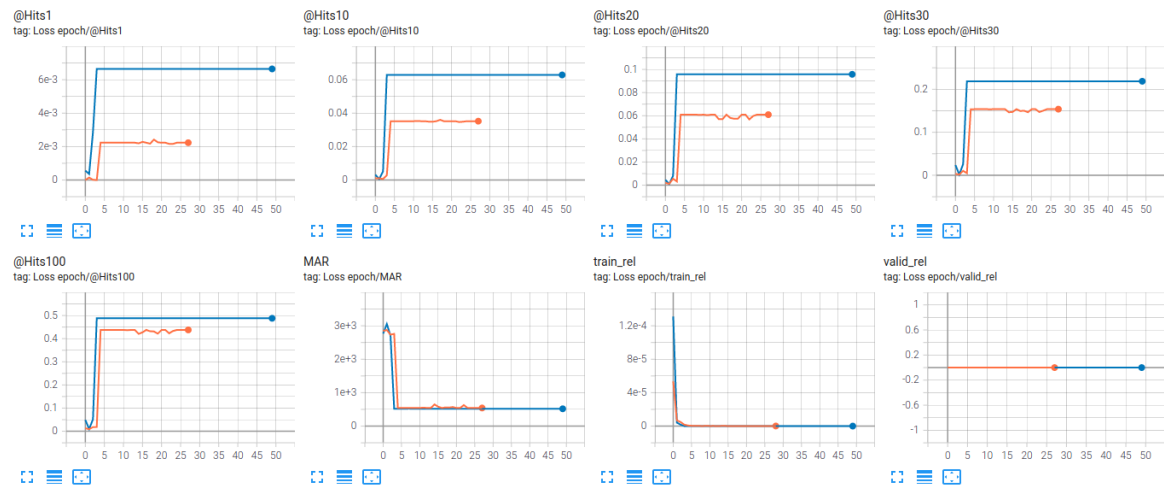 @Hits1
tag: Loss epoch/@Hits1
6e-3
4e-3
2e-3
0
0 5 10 15 20 25 30 35 40 45 50
@Hits10
tag: Loss epoch/@Hits10
0.06
0.04
0.02
0
0 5 10 15 20 25 30 35 40 45 50
@Hits20
tag: Loss epoch/@Hits20
0.1
0.08
0.06
0.04
0.02
0
0 5 10 15 20 25 30 35 40 45 50
@Hits30
tag: Loss epoch/@Hits30
0.2
0.1
0
0 5 10 15 20 25 30 35 40 45 50
@Hits100
tag: Loss epoch/@Hits100
0.5
0.4
0.3
0.2
0.1
0
0 5 10 15 20 25 30 35 40 45 50
MAR
tag: Loss epoch/MAR
3e+3
2e+3
1e+3
0
0 5 10 15 20 25 30 35 40 45 50
train_rel
tag: Loss epoch/train_rel
1.2e-4
8e-5
4e-5
0
0 5 10 15 20 25 30 35 40 45 50
valid_rel
tag: Loss epoch/valid_rel
1
0.6
0.2
-0.2
-0.6
-1
0 5 10 15 20 25 30 35 40 45 50